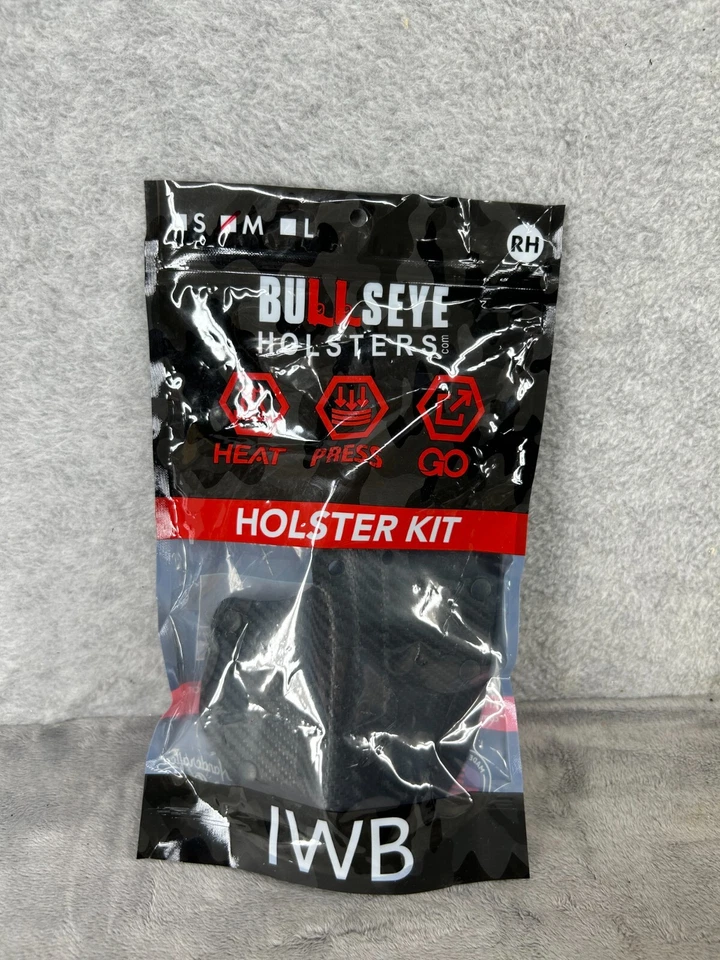 S M L
RH
BULLSEYE
HOLSTERS.com
HEAT PRESS GO
HOLSTER KIT
IWB